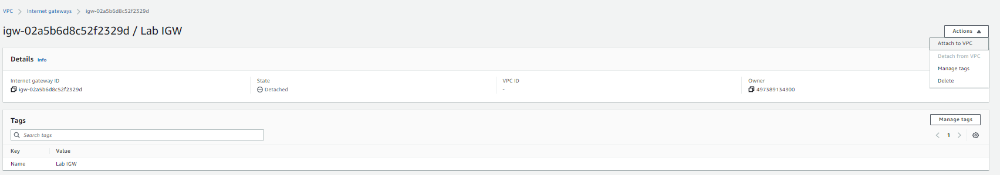 VPC > Internet gateways > igw-02a5b6d8c52f2329d
igw-02a5b6d8c52f2329d / Lab IGW
Actions
Attach to VPC
Detach from VPC
Manage tags
Delete
Details Info
Internet gateway ID
igw-02a5b6d8c52f2329d
State
Detached
VPC ID
-
Owner
497389134300
Tags
Manage tags
Search tags
1
Key Value
Name Lab IGW